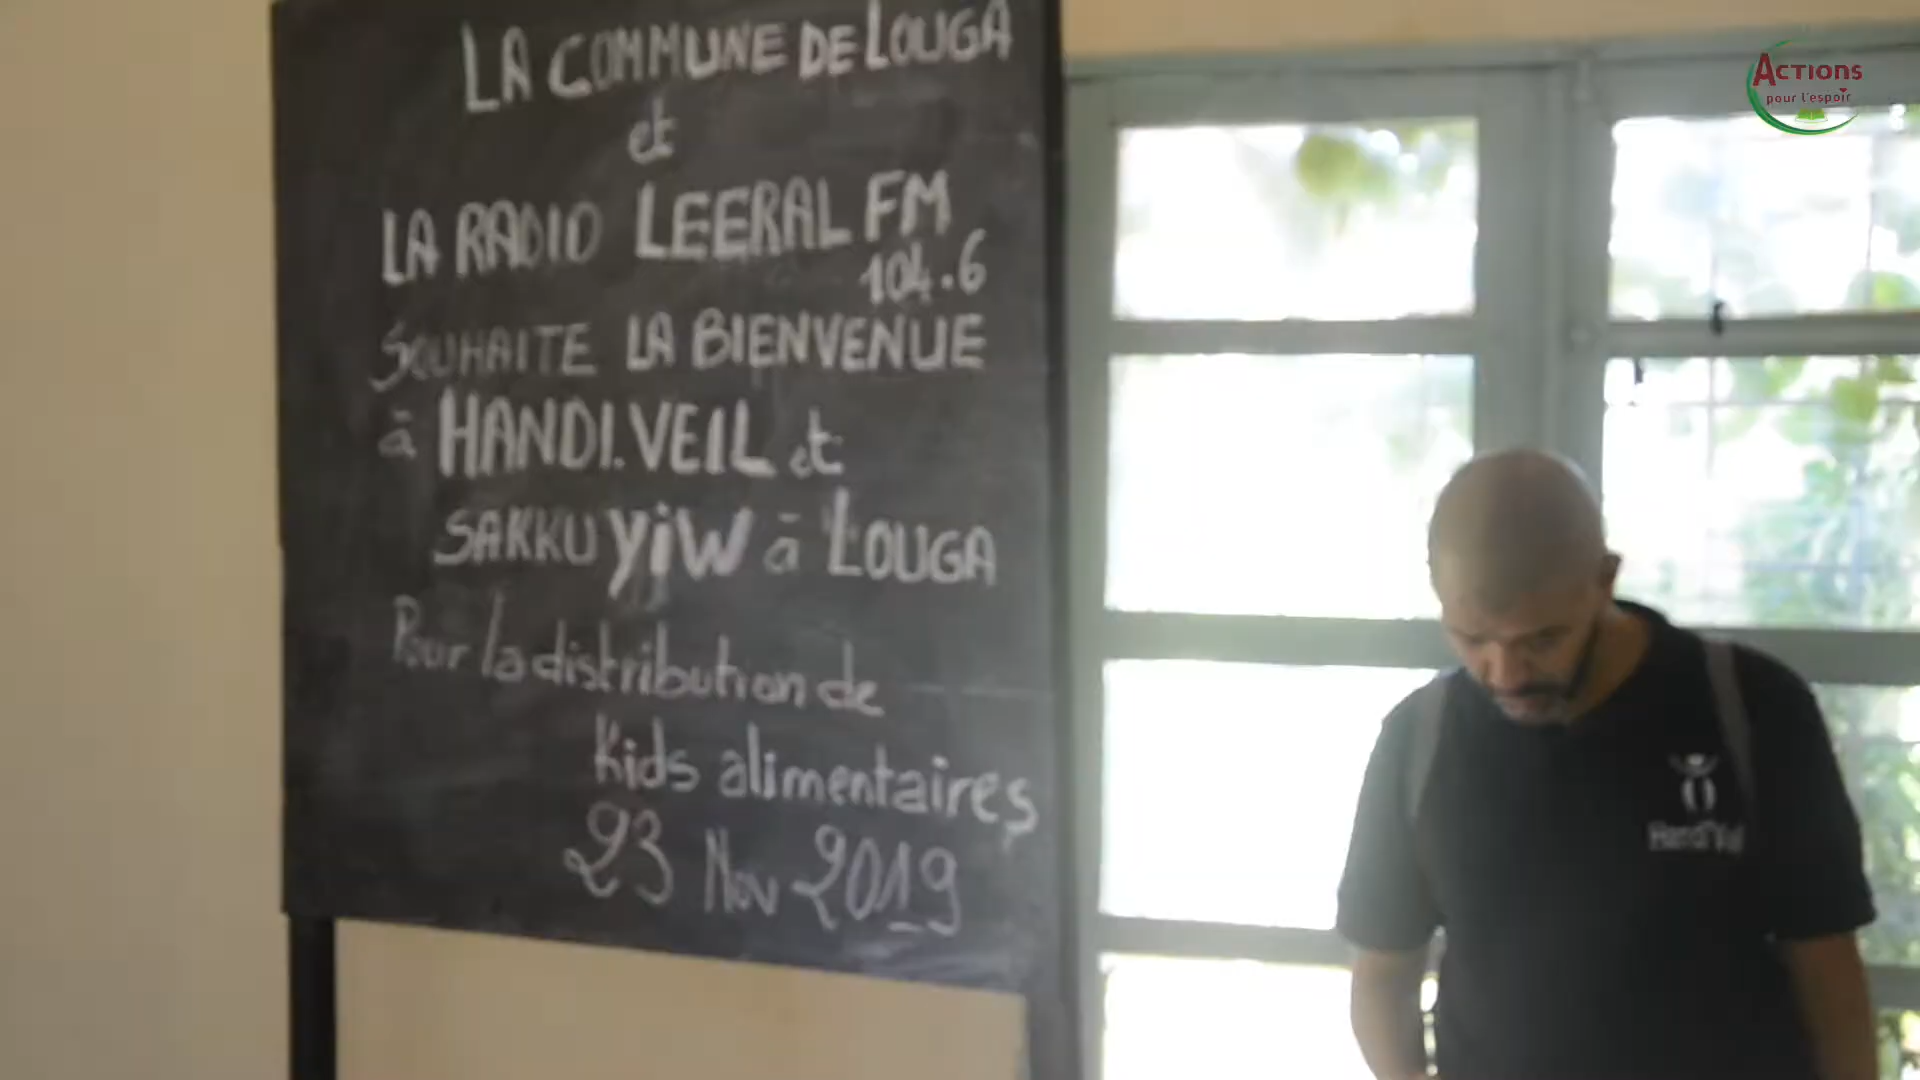 LA COMMUNE DE LOUGA
et
LA RADIO LEERAL FM
104.6
SOUHAITE LA BIENVENUE
à HANDI.VEIL et
SAKKU YiW à LOUGA
Pour la distribution de
Kids alimentaires
23 Nov 2019
ACTIONS
pour l'espoir